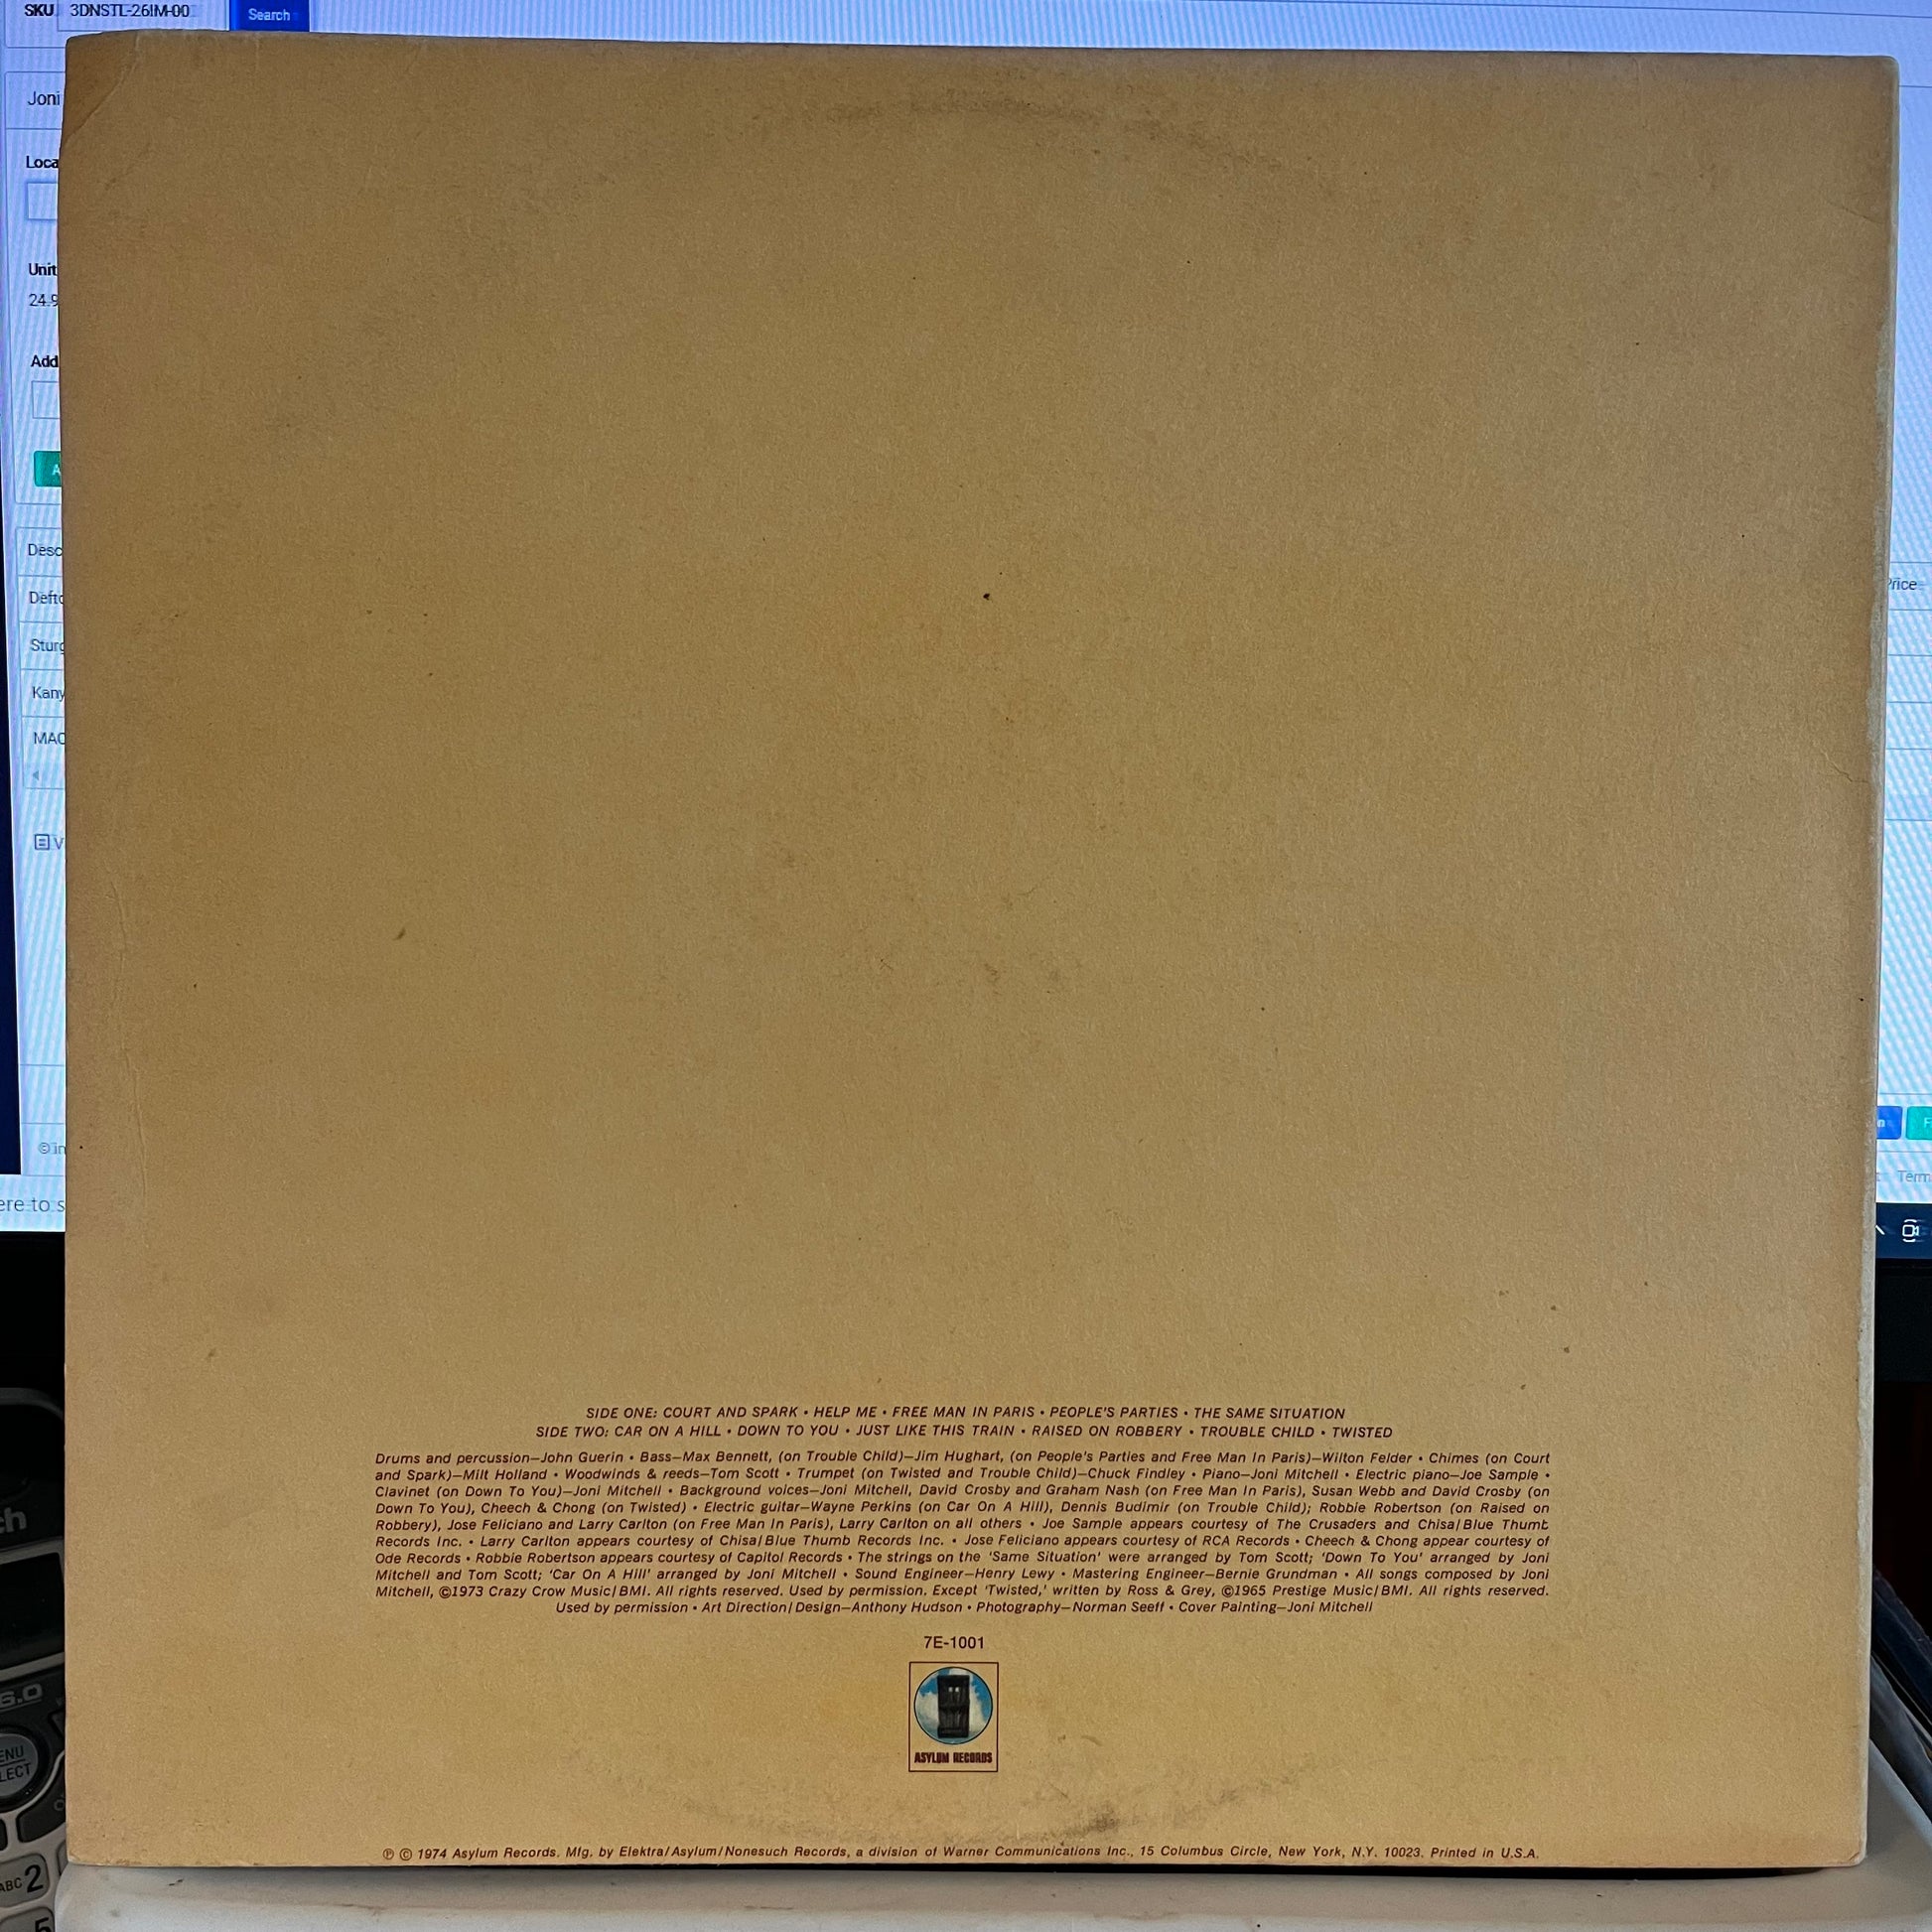 SKU 3DNSTL-26IM-00 Search
Joni
Loca
Unit
24.9
Add
A
Desc
Price
Defto
Sturg
Kany
MAC
V
© in
Term
ere to s
SIDE ONE: COURT AND SPARK • HELP ME • FREE MAN IN PARIS • PEOPLE'S PARTIES • THE SAME SITUATION
SIDE TWO: CAR ON A HILL • DOWN TO YOU • JUST LIKE THIS TRAIN • RAISED ON ROBBERY • TROUBLE CHILD • TWISTED
Drums and percussion—John Guerin • Bass—Max Bennett, (on Trouble Child)—Jim Hughart, (on People's Parties and Free Man In Paris)—Wilton Felder • Chimes (on Court
and Spark)—Milt Holland • Woodwinds & reeds—Tom Scott • Trumpet (on Twisted and Trouble Child)—Chuck Findley • Piano—Joni Mitchell • Electric piano—Joe Sample •
Clavinet (on Down To You)—Joni Mitchell • Background voices—Joni Mitchell, David Crosby and Graham Nash (on Free Man In Paris), Susan Webb and David Crosby (on
Down To You), Cheech & Chong (on Twisted) • Electric guitar—Wayne Perkins (on Car On A Hill), Dennis Budimir (on Trouble Child); Robbie Robertson (on Raised on
Robbery), Jose Feliciano and Larry Carlton (on Free Man In Paris), Larry Carlton on all others • Joe Sample appears courtesy of The Crusaders and Chisa/Blue Thumb
Records Inc. • Larry Carlton appears courtesy of Chisa/Blue Thumb Records Inc. • Jose Feliciano appears courtesy of RCA Records • Cheech & Chong appear courtesy of
Ode Records • Robbie Robertson appears courtesy of Capitol Records • The strings on the 'Same Situation' were arranged by Tom Scott; 'Down To You' arranged by Joni
Mitchell and Tom Scott; 'Car On A Hill' arranged by Joni Mitchell • Sound Engineer—Henry Lewy • Mastering Engineer—Bernie Grundman • All songs composed by Joni
Mitchell, ©1973 Crazy Crow Music/BMI. All rights reserved. Used by permission. Except 'Twisted,' written by Ross & Grey, ©1965 Prestige Music/BMI. All rights reserved.
Used by permission • Art Direction/Design—Anthony Hudson • Photography—Norman Seeff • Cover Painting—Joni Mitchell
7E-1001
ASYLUM RECORDS
℗ © 1974 Asylum Records. Mfg. by Elektra/Asylum/Nonesuch Records, a division of Warner Communications Inc., 15 Columbus Circle, New York, N.Y. 10023. Printed in U.S.A.
ch
6.0
ENU
LECT
ABC 2
5